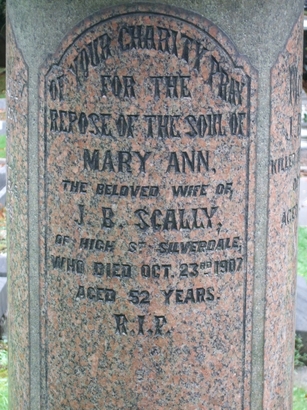 OF YOUR CHARITY PRAY
FOR THE
REPOSE OF THE SOUL OF
MARY ANN,
THE BELOVED WIFE OF,
J. B. SCALLY,
OF HIGH ST SILVERDALE,
WHO DIED OCT. 23RD 1907
AGED 52 YEARS.
R.I.P.